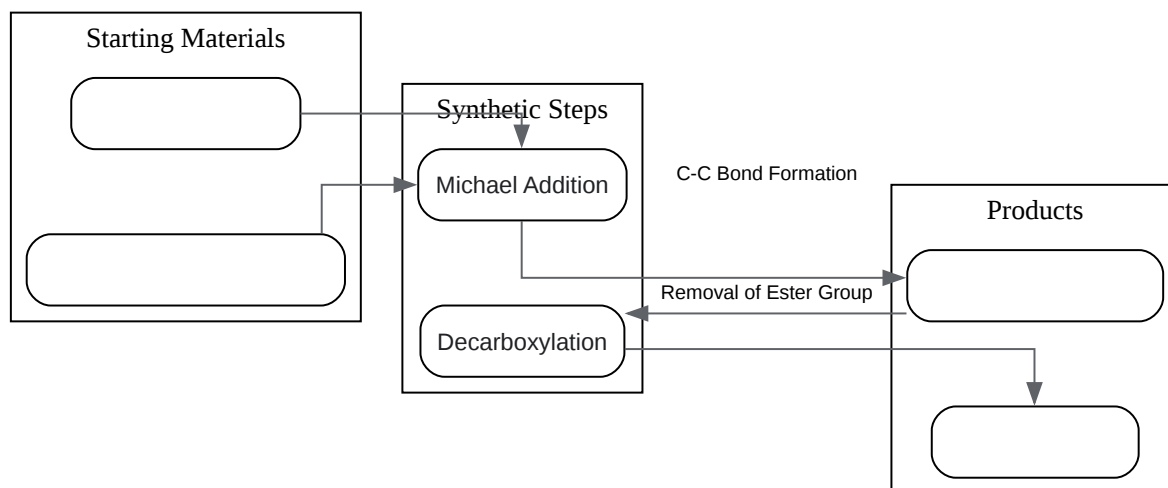 Starting Materials
Synthetic Steps
Michael Addition
C-C Bond Formation
Products
Removal of Ester Group
Decarboxylation